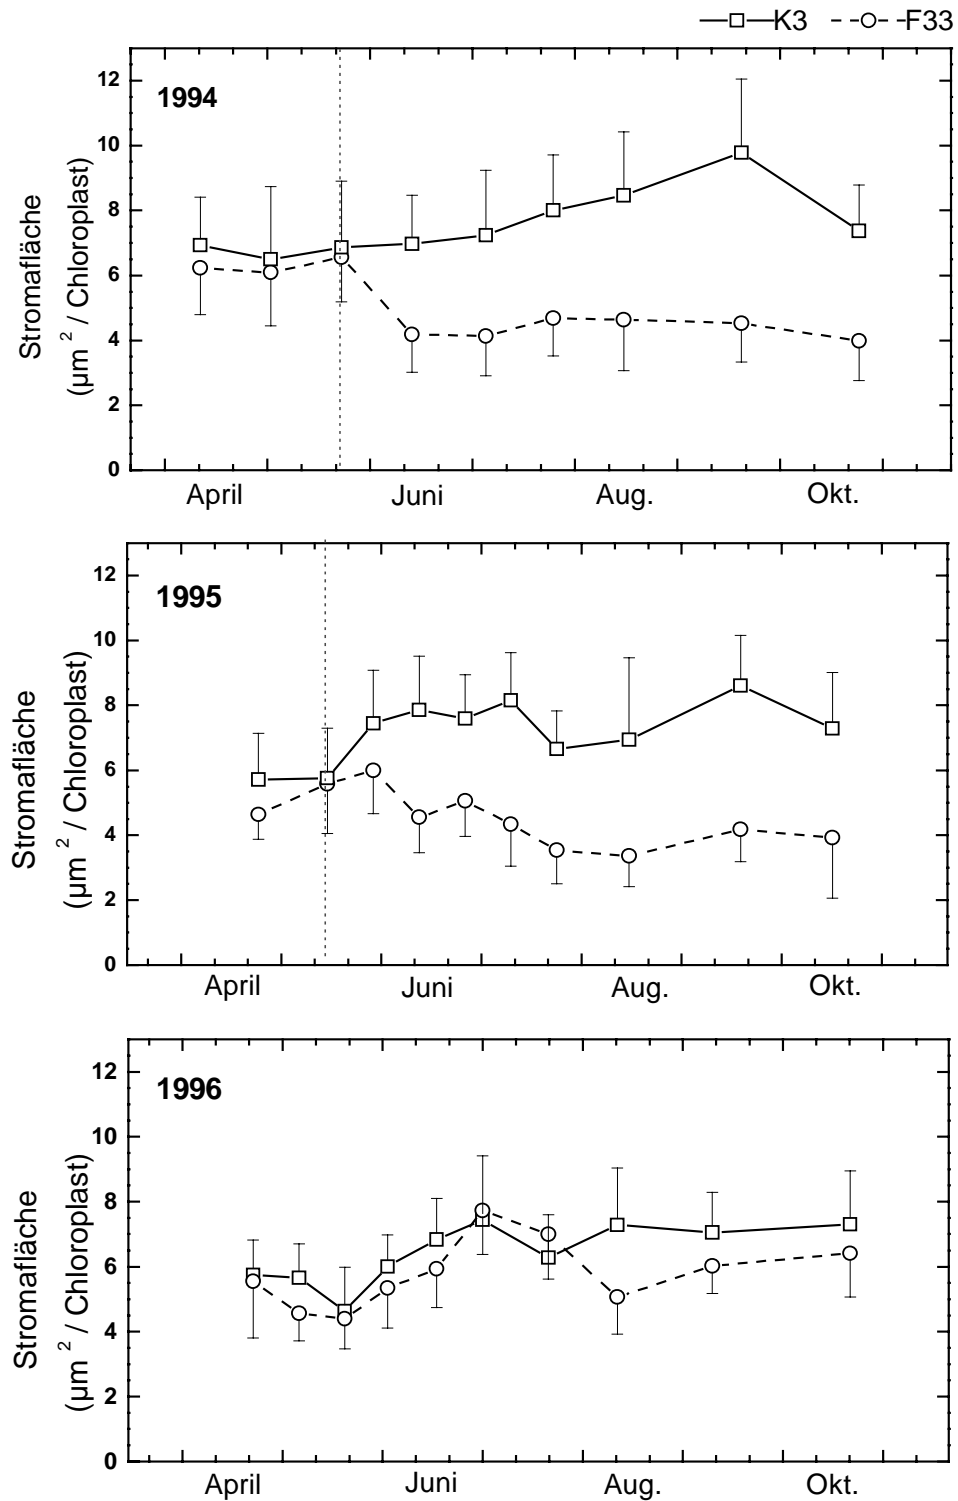 K3 F33
1994
Stromafläche
(µm 2 / Chloroplast)
12
10
8
6
4
2
0
April Juni Aug. Okt.
1995
Stromafläche
(µm 2 / Chloroplast)
12
10
8
6
4
2
0
April Juni Aug. Okt.
1996
Stromafläche
(µm 2 / Chloroplast)
12
10
8
6
4
2
0
April Juni Aug. Okt.